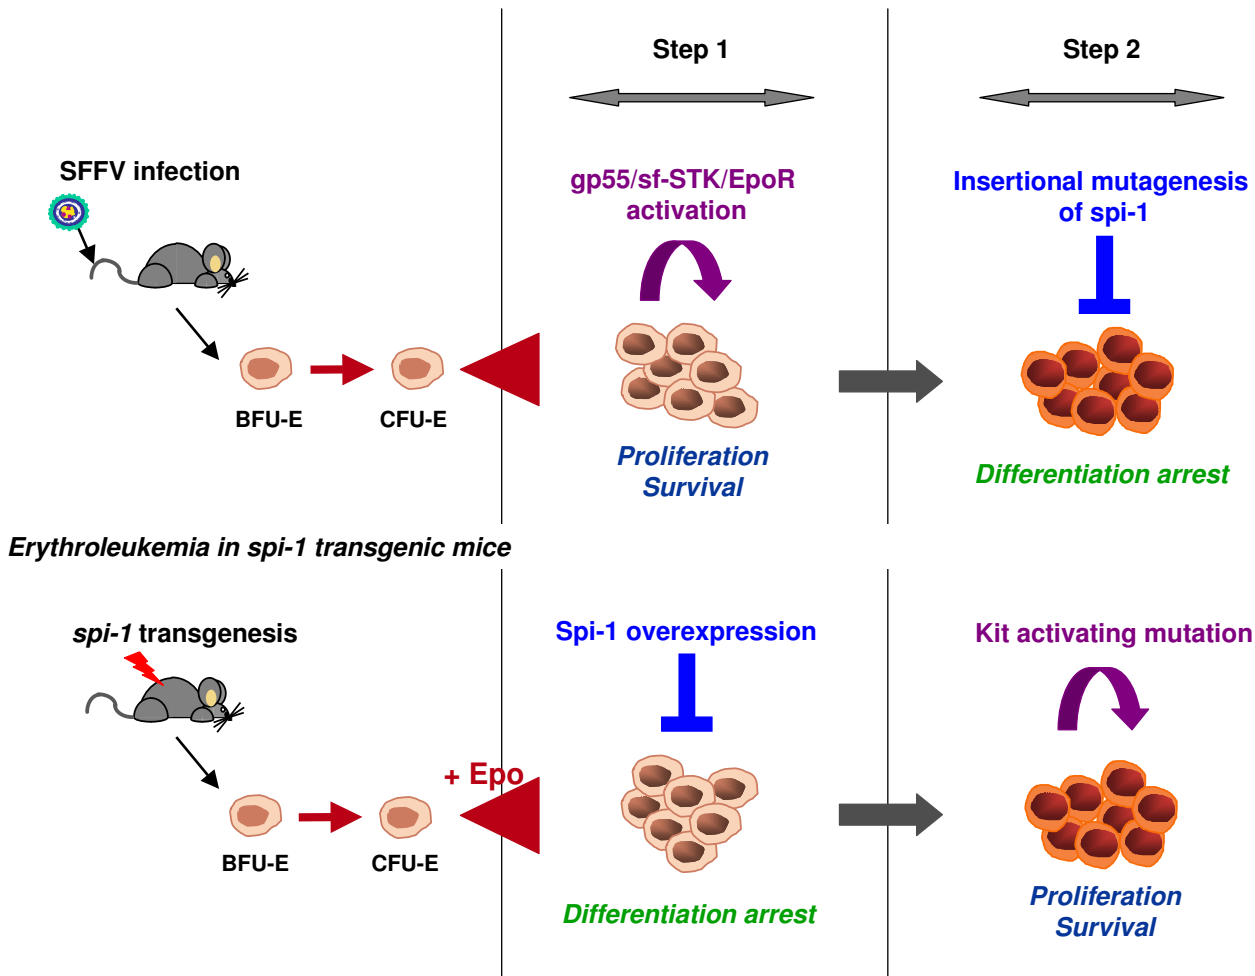 Step 1
Step 2
SFFV infection
gp55/sf-STK/EpoR
activation
Insertional mutagenesis
of spi-1
BFU-E
CFU-E
Proliferation
Survival
Differentiation arrest
Erythroleukemia in spi-1 transgenic mice
spi-1 transgenesis
Spi-1 overexpression
Kit activating mutation
+ Epo
BFU-E
CFU-E
Differentiation arrest
Proliferation
Survival